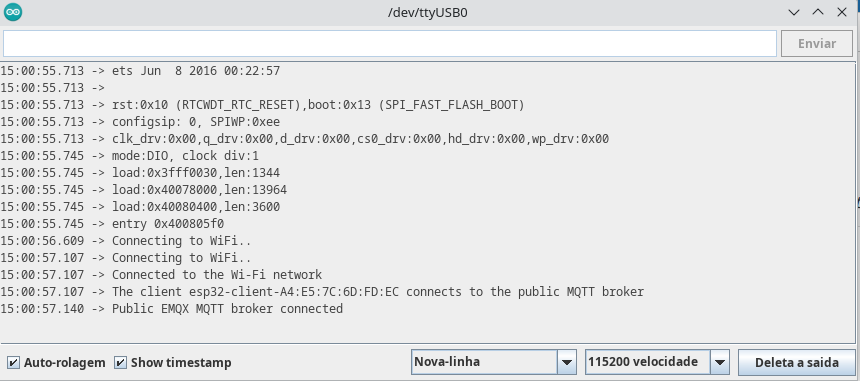 /dev/ttyUSB0
Enviar
15:00:55.713 -> ets Jun  8 2016 00:22:57
15:00:55.713 ->
15:00:55.713 -> rst:0x10 (RTCWDT_RTC_RESET),boot:0x13 (SPI_FAST_FLASH_BOOT)
15:00:55.713 -> configsip: 0, SPIWP:0xee
15:00:55.713 -> clk_drv:0x00,q_drv:0x00,d_drv:0x00,cs0_drv:0x00,hd_drv:0x00,wp_drv:0x00
15:00:55.745 -> mode:DIO, clock div:1
15:00:55.745 -> load:0x3fff0030,len:1344
15:00:55.745 -> load:0x40078000,len:13964
15:00:55.745 -> load:0x40080400,len:3600
15:00:55.745 -> entry 0x400805f0
15:00:56.609 -> Connecting to WiFi..
15:00:57.107 -> Connecting to WiFi..
15:00:57.107 -> Connected to the Wi-Fi network
15:00:57.107 -> The client esp32-client-A4:E5:7C:6D:FD:EC connects to the public MQTT broker
15:00:57.140 -> Public EMQX MQTT broker connected
Auto-rolagem Show timestamp Nova-linha 115200 velocidade Deleta a saida